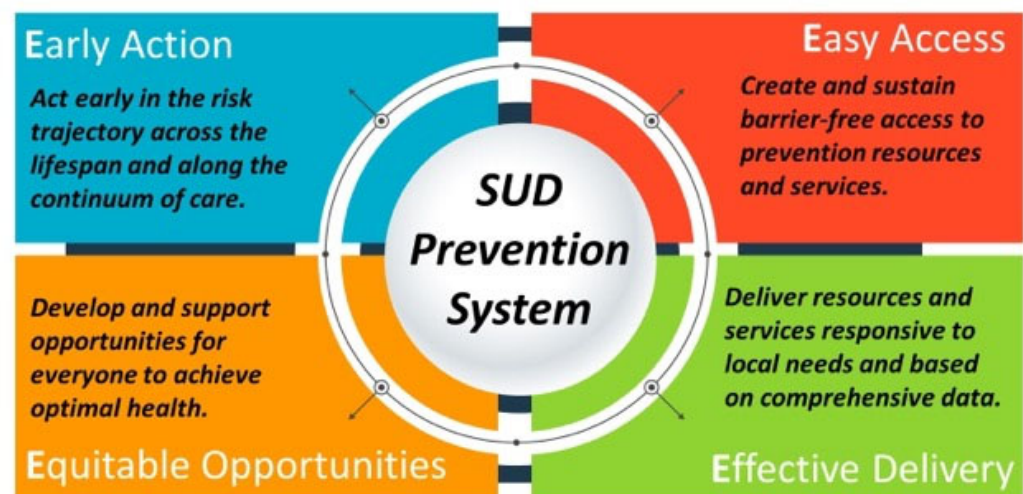 Early Action
Act early in the risk
trajectory across the
lifespan and along the
continuum of care.
Easy Access
Create and sustain
barrier-free access to
prevention resources
and services.
SUD
Prevention
System
Develop and support
opportunities for
everyone to achieve
optimal health.
Equitable Opportunities
Deliver resources and
services responsive to
local needs and based
on comprehensive data.
Effective Delivery